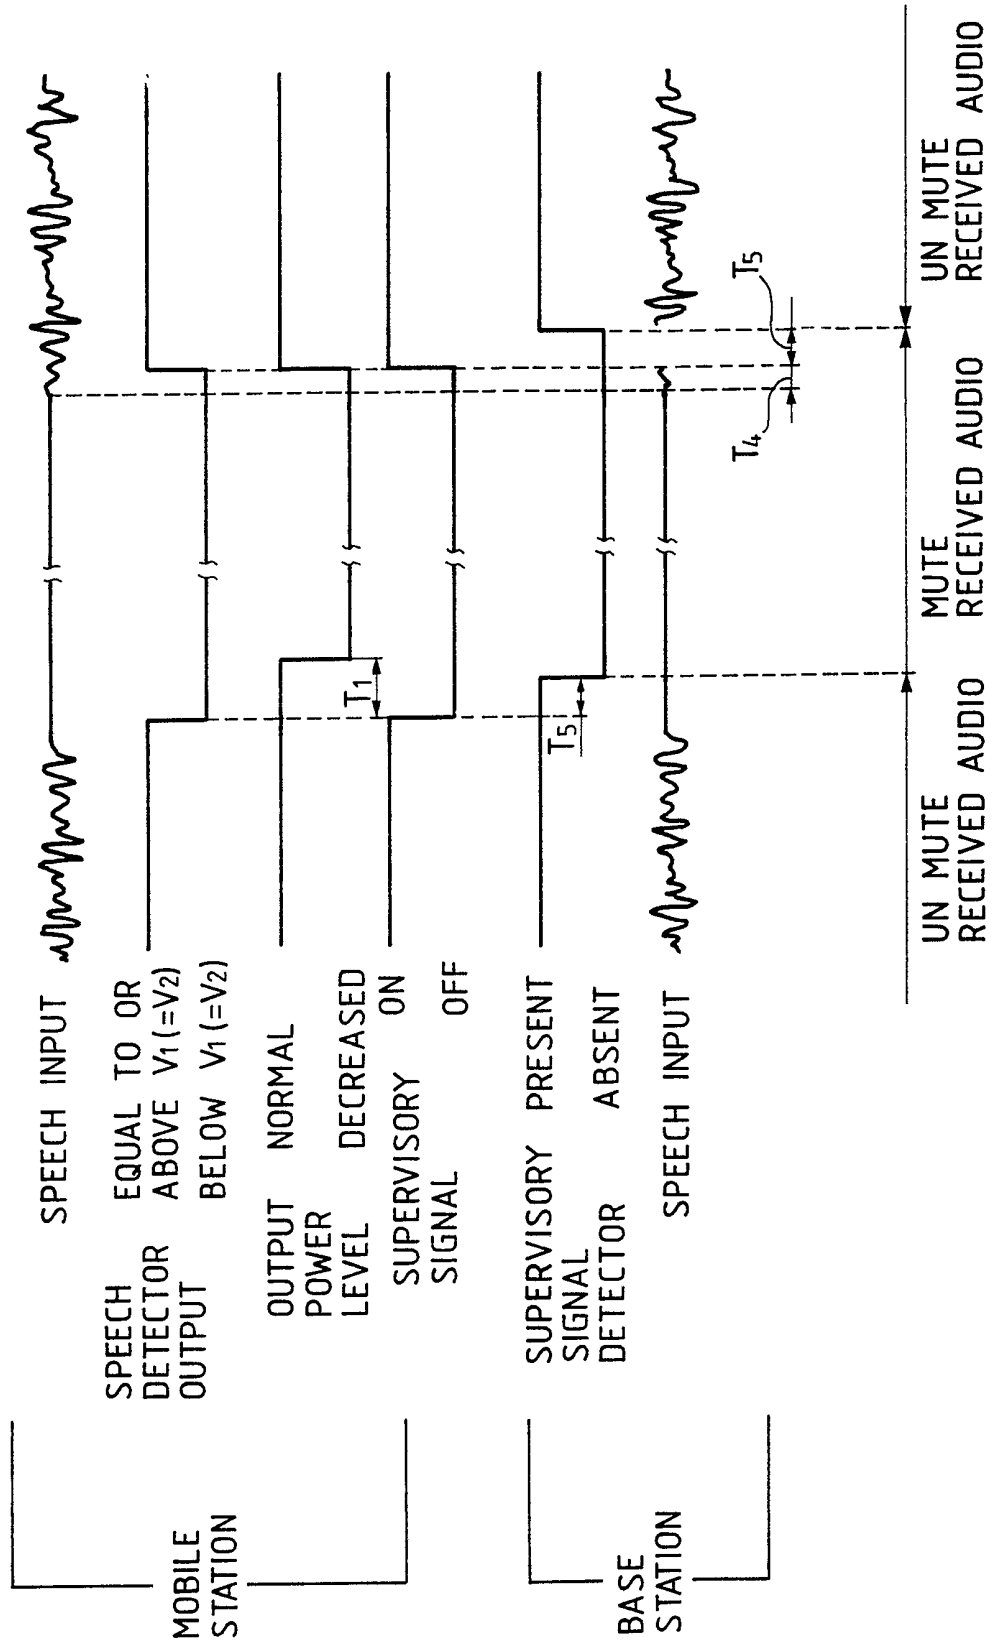 MOBILE
STATION
SPEECH INPUT
SPEECH
DETECTOR
OUTPUT
EQUAL TO OR
ABOVE V1 (=V2)
BELOW V1 (=V2)
OUTPUT
POWER
LEVEL
NORMAL
DECREASED
T1
SUPERVISORY
SIGNAL
ON
OFF
BASE
STATION
SUPERVISORY
SIGNAL
DETECTOR
PRESENT
ABSENT
T5
SPEECH INPUT
T4
T5
UN MUTE
RECEIVED AUDIO
MUTE
RECEIVED AUDIO
UN MUTE
RECEIVED AUDIO